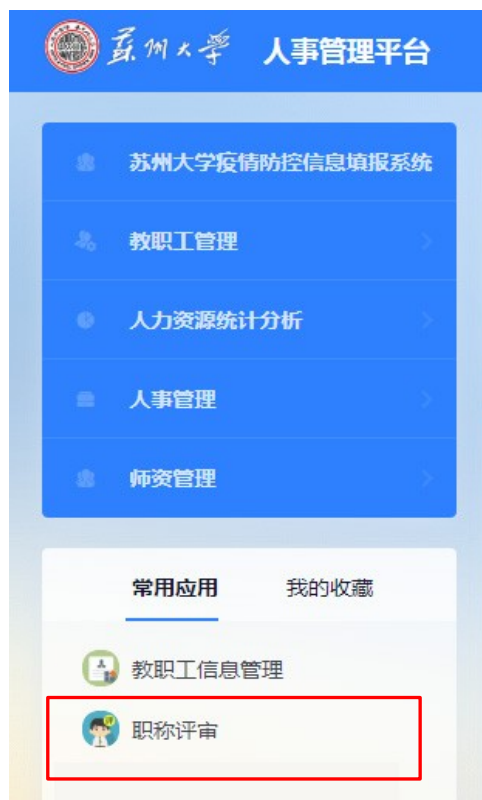 苏州大学 人事管理平台
苏州大学疫情防控信息填报系统
教职工管理
人力资源统计分析
人事管理
师资管理
常用应用 我的收藏
教职工信息管理
职称评审